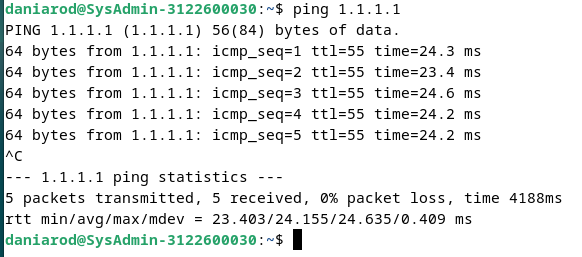 daniarod@SysAdmin-3122600030:~$ ping 1.1.1.1
PING 1.1.1.1 (1.1.1.1) 56(84) bytes of data.
64 bytes from 1.1.1.1: icmp_seq=1 ttl=55 time=24.3 ms
64 bytes from 1.1.1.1: icmp_seq=2 ttl=55 time=23.4 ms
64 bytes from 1.1.1.1: icmp_seq=3 ttl=55 time=24.6 ms
64 bytes from 1.1.1.1: icmp_seq=4 ttl=55 time=24.2 ms
64 bytes from 1.1.1.1: icmp_seq=5 ttl=55 time=24.2 ms
^C
--- 1.1.1.1 ping statistics ---
5 packets transmitted, 5 received, 0% packet loss, time 4188ms
rtt min/avg/max/mdev = 23.403/24.155/24.635/0.409 ms
daniarod@SysAdmin-3122600030:~$